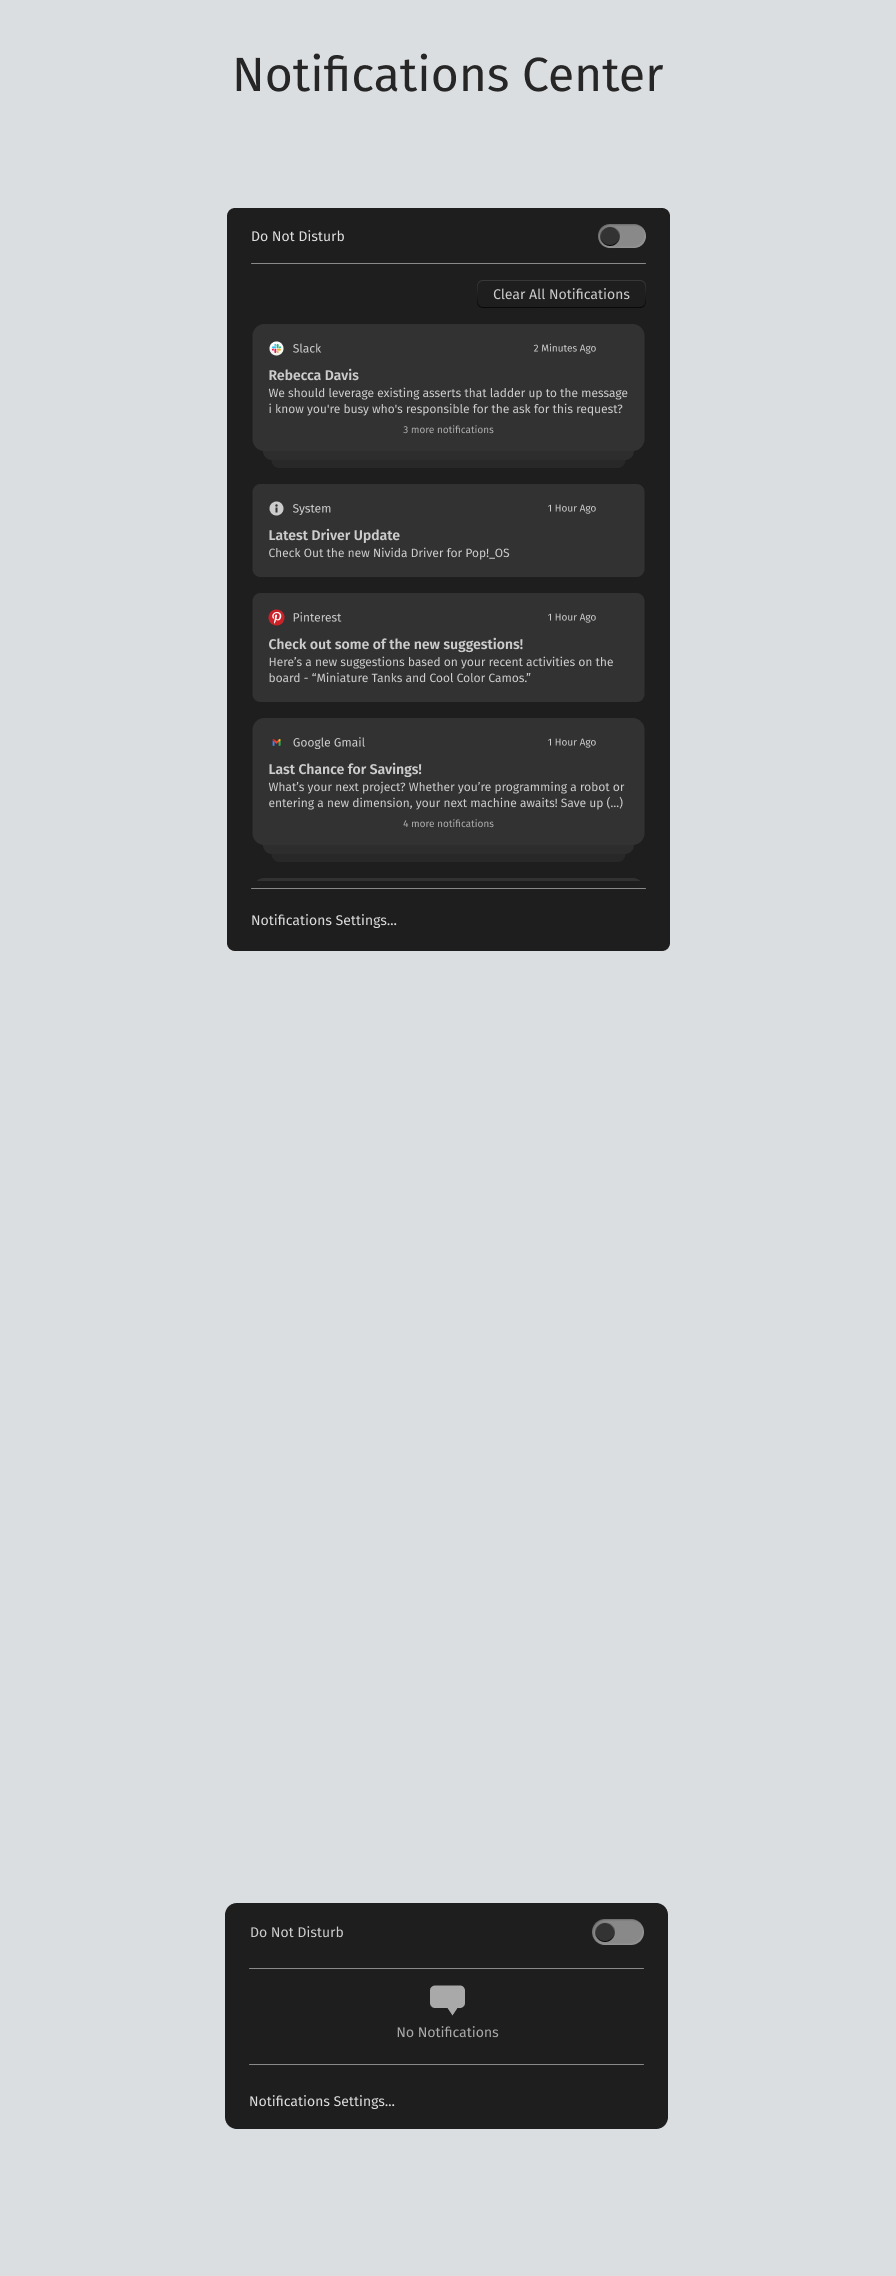 Notifications Center
Do Not Disturb
Clear All Notifications
Slack 2 Minutes Ago
Rebecca Davis
We should leverage existing asserts that ladder up to the message
i know you're busy who's responsible for the ask for this request?
3 more notifications
System 1 Hour Ago
Latest Driver Update
Check Out the new Nivida Driver for Pop!_OS
Pinterest 1 Hour Ago
Check out some of the new suggestions!
Here’s a new suggestions based on your recent activities on the
board - “Miniature Tanks and Cool Color Camos.”
Google Gmail 1 Hour Ago
Last Chance for Savings!
What’s your next project? Whether you’re programming a robot or
entering a new dimension, your next machine awaits! Save up (...)
4 more notifications
Notifications Settings...
Do Not Disturb
No Notifications
Notifications Settings...